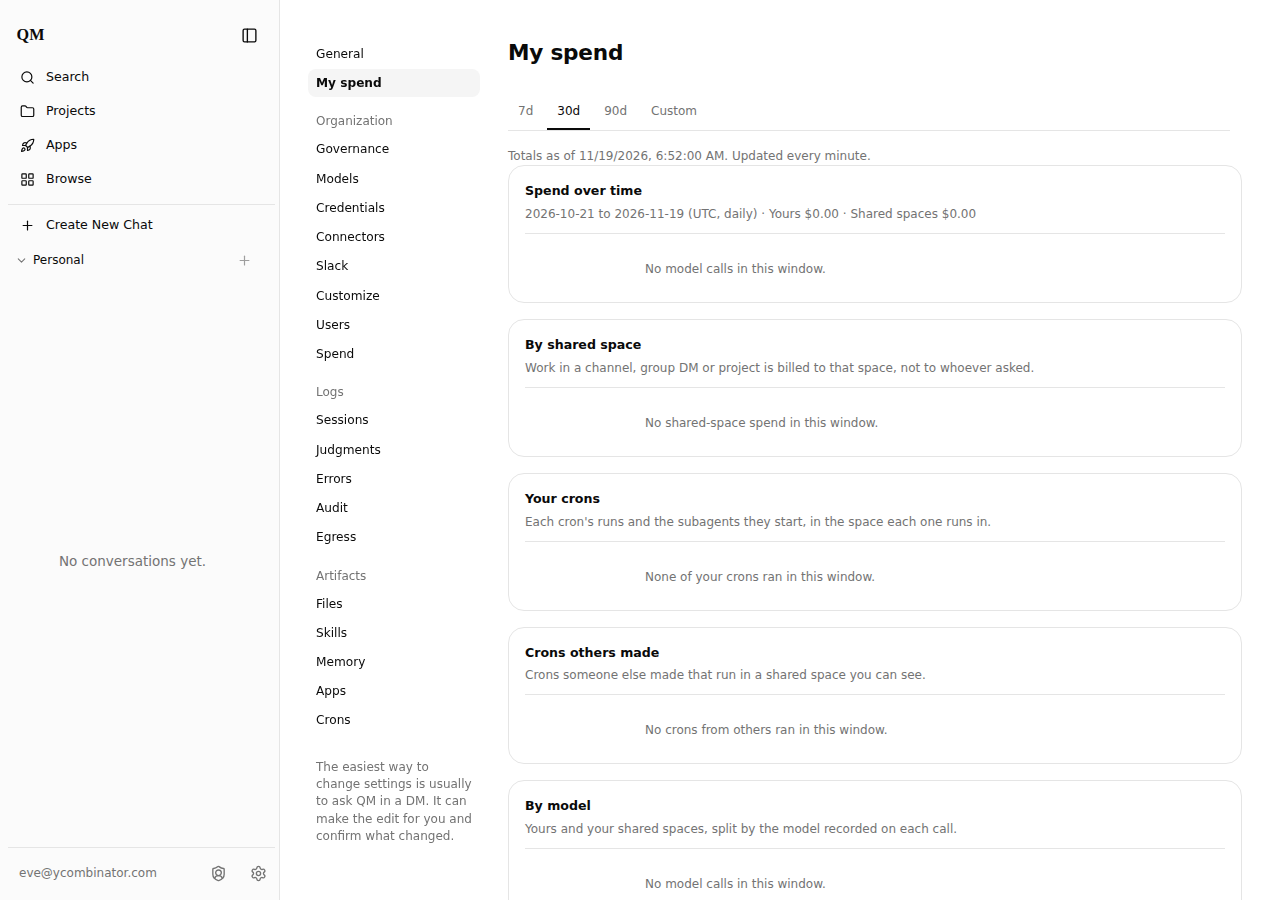 QM
Search
Projects
Apps
Browse
Create New Chat
Personal
No conversations yet.
eve@ycombinator.com
General
My spend
Organization
Governance
Models
Credentials
Connectors
Slack
Customize
Users
Spend
Logs
Sessions
Judgments
Errors
Audit
Egress
Artifacts
Files
Skills
Memory
Apps
Crons
The easiest way to
change settings is usually
to ask QM in a DM. It can
make the edit for you and
confirm what changed.
My spend
7d 30d 90d Custom
Totals as of 11/19/2026, 6:52:00 AM. Updated every minute.
Spend over time
2026-10-21 to 2026-11-19 (UTC, daily) · Yours $0.00 · Shared spaces $0.00
No model calls in this window.
By shared space
Work in a channel, group DM or project is billed to that space, not to whoever asked.
No shared-space spend in this window.
Your crons
Each cron's runs and the subagents they start, in the space each one runs in.
None of your crons ran in this window.
Crons others made
Crons someone else made that run in a shared space you can see.
No crons from others ran in this window.
By model
Yours and your shared spaces, split by the model recorded on each call.
No model calls in this window.